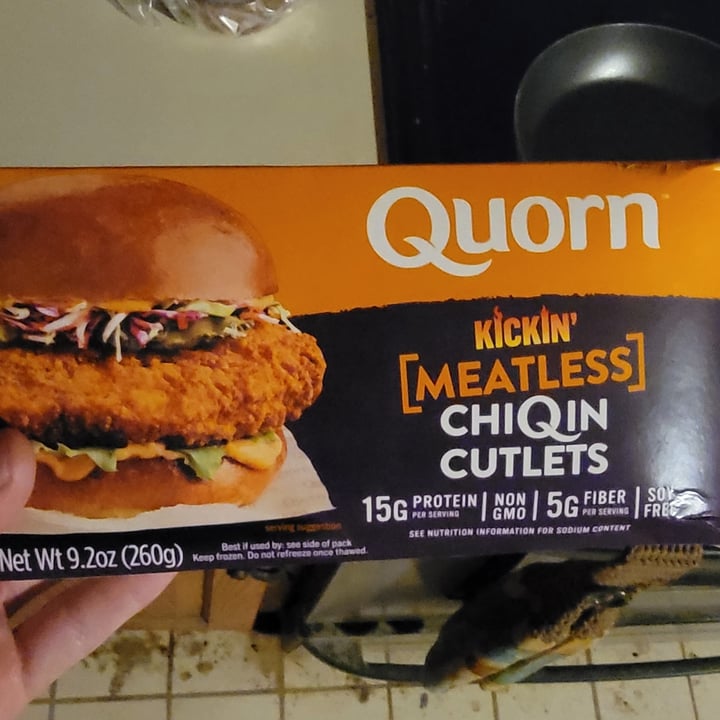 Quorn
KICKIN'
[MEATLESS]
CHIQIN
CUTLETS
15G PROTEIN PER SERVING | NON GMO | 5G FIBER PER SERVING | SOY FREE
SEE NUTRITION INFORMATION FOR SODIUM CONTENT
serving suggestion
Best if used by: see side of pack
Net Wt 9.2oz (260g) Keep frozen. Do not refreeze once thawed.